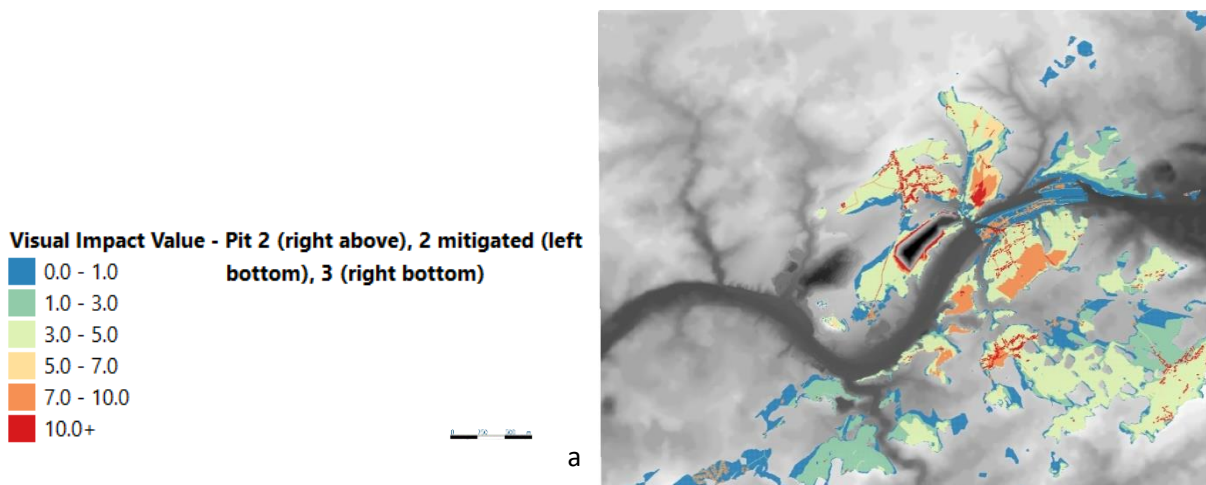 Visual Impact Value - Pit 2 (right above), 2 mitigated (left
bottom), 3 (right bottom)
0.0 - 1.0
1.0 - 3.0
3.0 - 5.0
5.0 - 7.0
7.0 - 10.0
10.0+
0
a